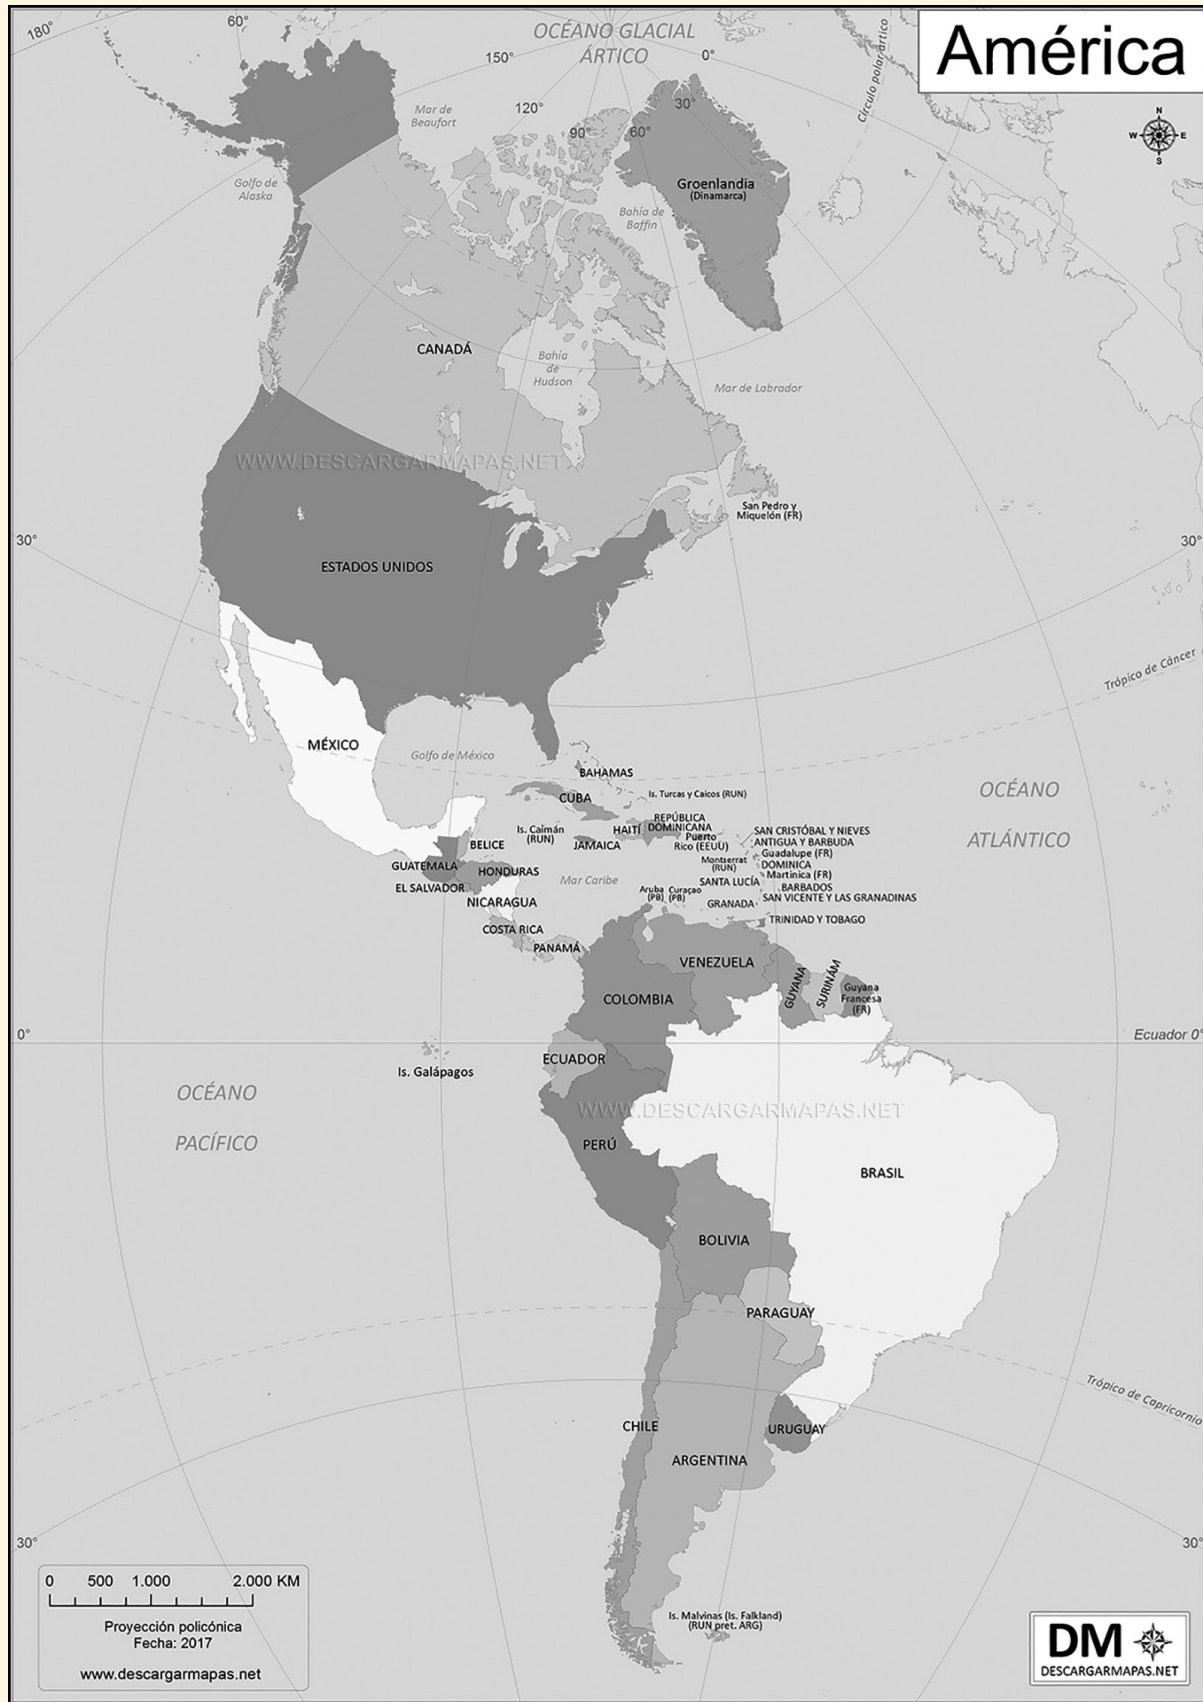 América
180°
60°
OCÉANO GLACIAL
ÁRTICO
150°
0°
120°
30°
90°
60°
Círculo polar ártico
Mar de
Beaufort
N
W
E
S
Golfo de
Alaska
Groenlandia
(Dinamarca)
Bahía de
Baffin
CANADÁ
Bahía
de
Hudson
Mar de Labrador
WWW.DESCARGARMAPAS.NET
San Pedro y
Miquelón (FR)
30°
30°
ESTADOS UNIDOS
Trópico de Cáncer
MÉXICO
Golfo de México
BAHAMAS
OCÉANO
ATLÁNTICO
CUBA
Is. Turcas y Caicos (RUN)
REPÚBLICA
DOMINICANA
HAITÍ
Is. Caimán
(RUN)
JAMAICA
Puerto
Rico (EEUU)
SAN CRISTÓBAL Y NIEVES
ANTIGUA Y BARBUDA
Guadalupe (FR)
BELICE
Montserrat
(RUN)
DOMINICA
Martinica (FR)
GUATEMALA
HONDURAS
Mar Caribe
SANTA LUCÍA
BARBADOS
EL SALVADOR
Aruba
(PB)
Curaçao
(PB)
SAN VICENTE Y LAS GRANADINAS
NICARAGUA
GRANADA
TRINIDAD Y TOBAGO
COSTA RICA
PANAMÁ
VENEZUELA
GUYANA
SURINÁM
Guyana
Francesa
(FR)
COLOMBIA
0°
Ecuador 0°
ECUADOR
Is. Galápagos
OCÉANO
PACÍFICO
WWW.DESCARGARMAPAS.NET
PERÚ
BRASIL
BOLIVIA
PARAGUAY
Trópico de Capricornio
CHILE
URUGUAY
ARGENTINA
30°
30°
0 500 1.000 2.000 KM
Proyección policónica
Fecha: 2017
www.descargarmapas.net
Is. Malvinas (Is. Falkland)
(RUN pret. ARG)
DM
DESCARGARMAPAS.NET